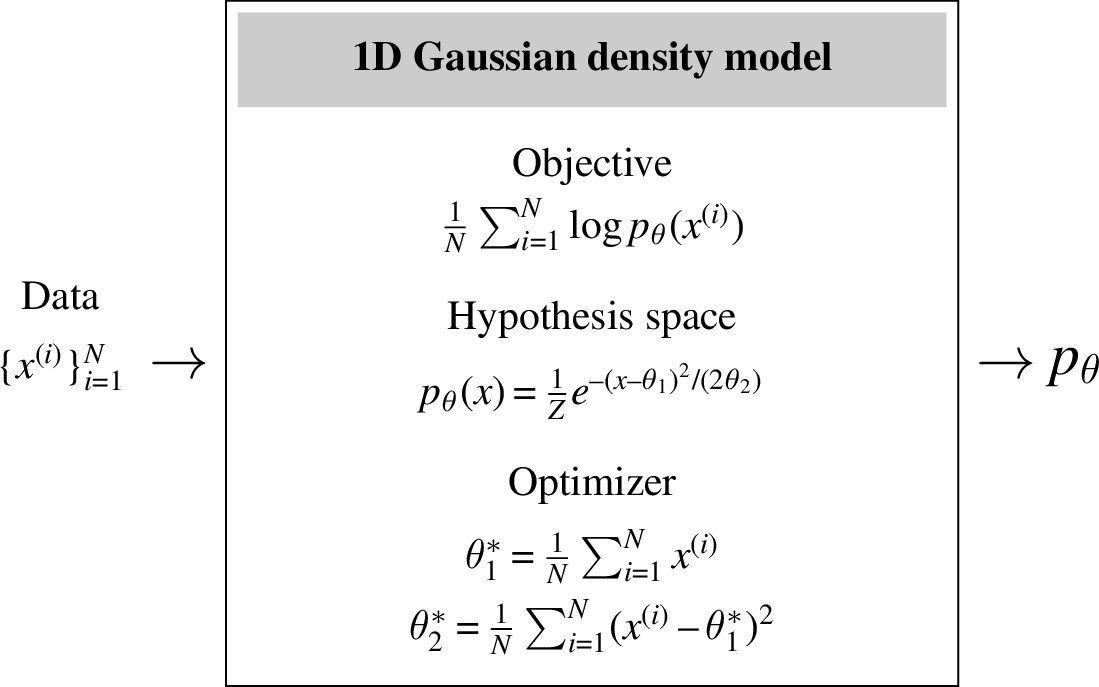 1D Gaussian density model
Objective
$\frac{1}{N} \sum_{i=1}^{N} \log p_\theta(x^{(i)})$
Data
$\{x^{(i)}\}_{i=1}^{N}$ →
Hypothesis space
$p_\theta(x) = \frac{1}{Z} e^{-(x-\theta_1)^2/(2\theta_2)}$
→ $p_\theta$
Optimizer
$\theta_1^* = \frac{1}{N} \sum_{i=1}^{N} x^{(i)}$
$\theta_2^* = \frac{1}{N} \sum_{i=1}^{N} (x^{(i)} - \theta_1^*)^2$